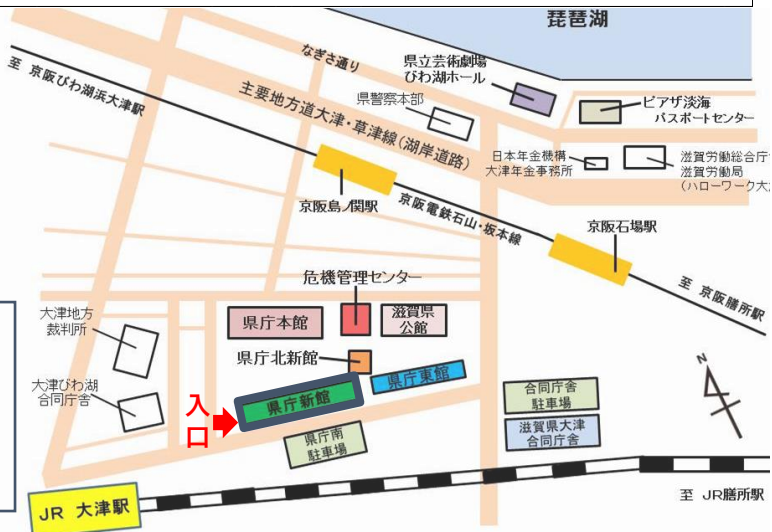 琵琶湖
なぎさ通り
県立芸術劇場
びわ湖ホール
至 京阪びわ湖浜大津駅
主要地方道大津・草津線(湖岸道路)
県警察本部
ピアザ淡海
パスポートセンター
日本年金機構
大津年金事務所
滋賀労働総合庁
滋賀労働局
(ハローワーク大
京阪島ノ関駅
京阪電鉄石山・坂本線
京阪石場駅
至 京阪膳所駅
危機管理センター
大津地方
裁判所
県庁本館
滋賀県
公館
県庁北新館
県庁東館
大津びわ湖
合同庁舎
入
口
県庁新館
合同庁舎
駐車場
滋賀県大津
合同庁舎
県庁南
駐車場
N
JR 大津駅
至 JR膳所駅